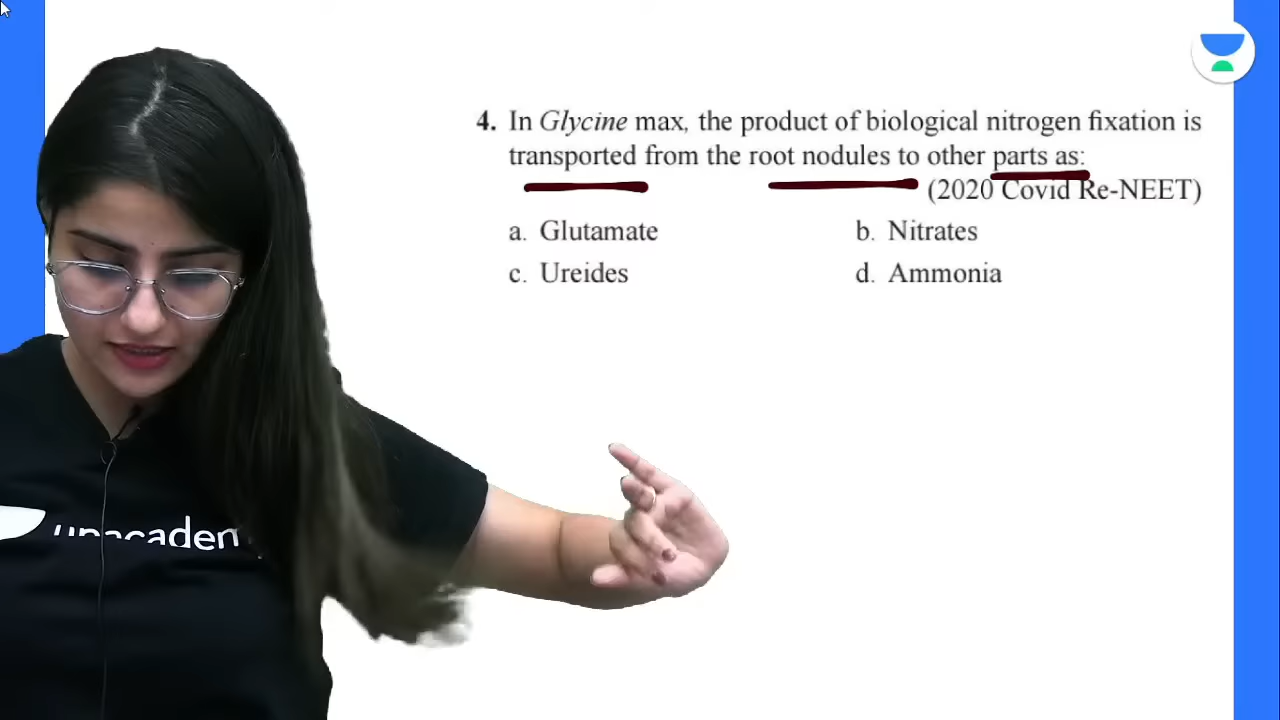 4. In Glycine max, the product of biological nitrogen fixation is
transported from the root nodules to other parts as:
(2020 Covid Re-NEET)
a. Glutamate b. Nitrates
c. Ureides d. Ammonia
unacadem